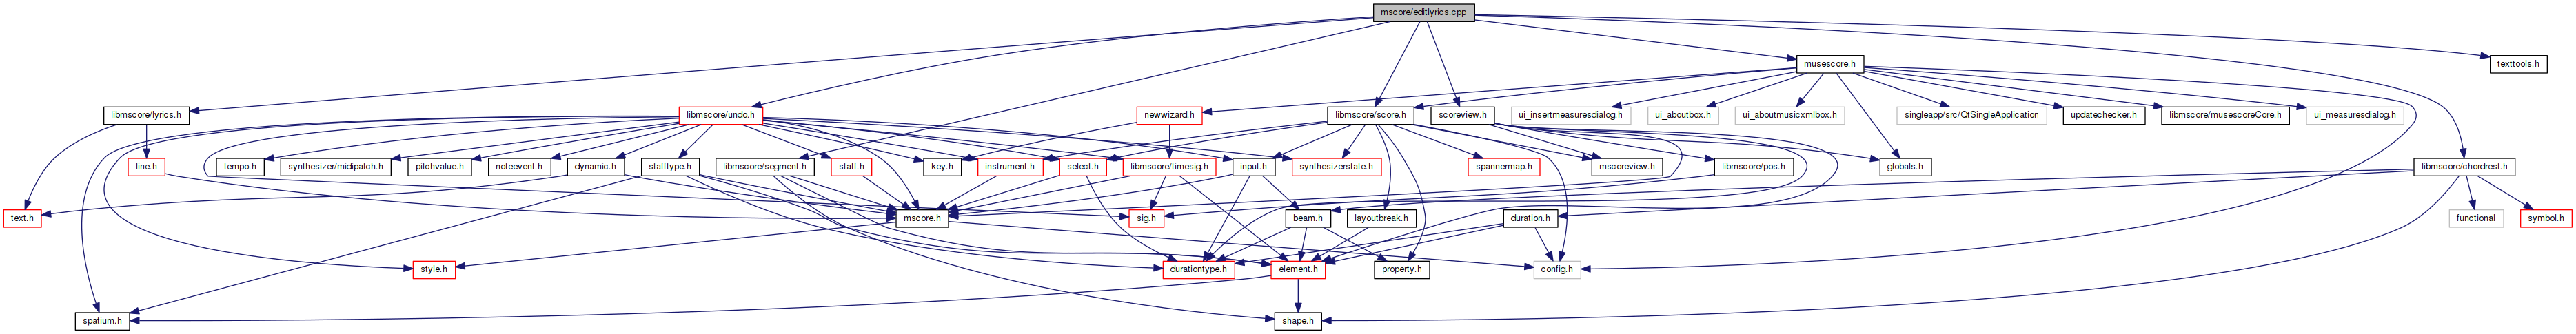 mscore/editlyrics.cpp
musescore.h
texttools.h
libmscore/lyrics.h
libmscore/undo.h
newwizard.h
libmscore/score.h
scoreview.h
ui_insertmeasuresdialog.h
ui_aboutbox.h
ui_aboutmusicxmlbox.h
singleapp/src/QtSingleApplication
updatechecker.h
libmscore/musescoreCore.h
ui_measuresdialog.h
line.h
tempo.h
synthesizer/midipatch.h
pitchvalue.h
noteevent.h
dynamic.h
stafftype.h
libmscore/segment.h
staff.h
key.h
instrument.h
select.h
libmscore/timesig.h
input.h
synthesizerstate.h
spannermap.h
mscoreview.h
libmscore/pos.h
globals.h
libmscore/chordrest.h
text.h
mscore.h
sig.h
beam.h
layoutbreak.h
duration.h
functional
symbol.h
style.h
durationtype.h
element.h
property.h
config.h
spatium.h
shape.h